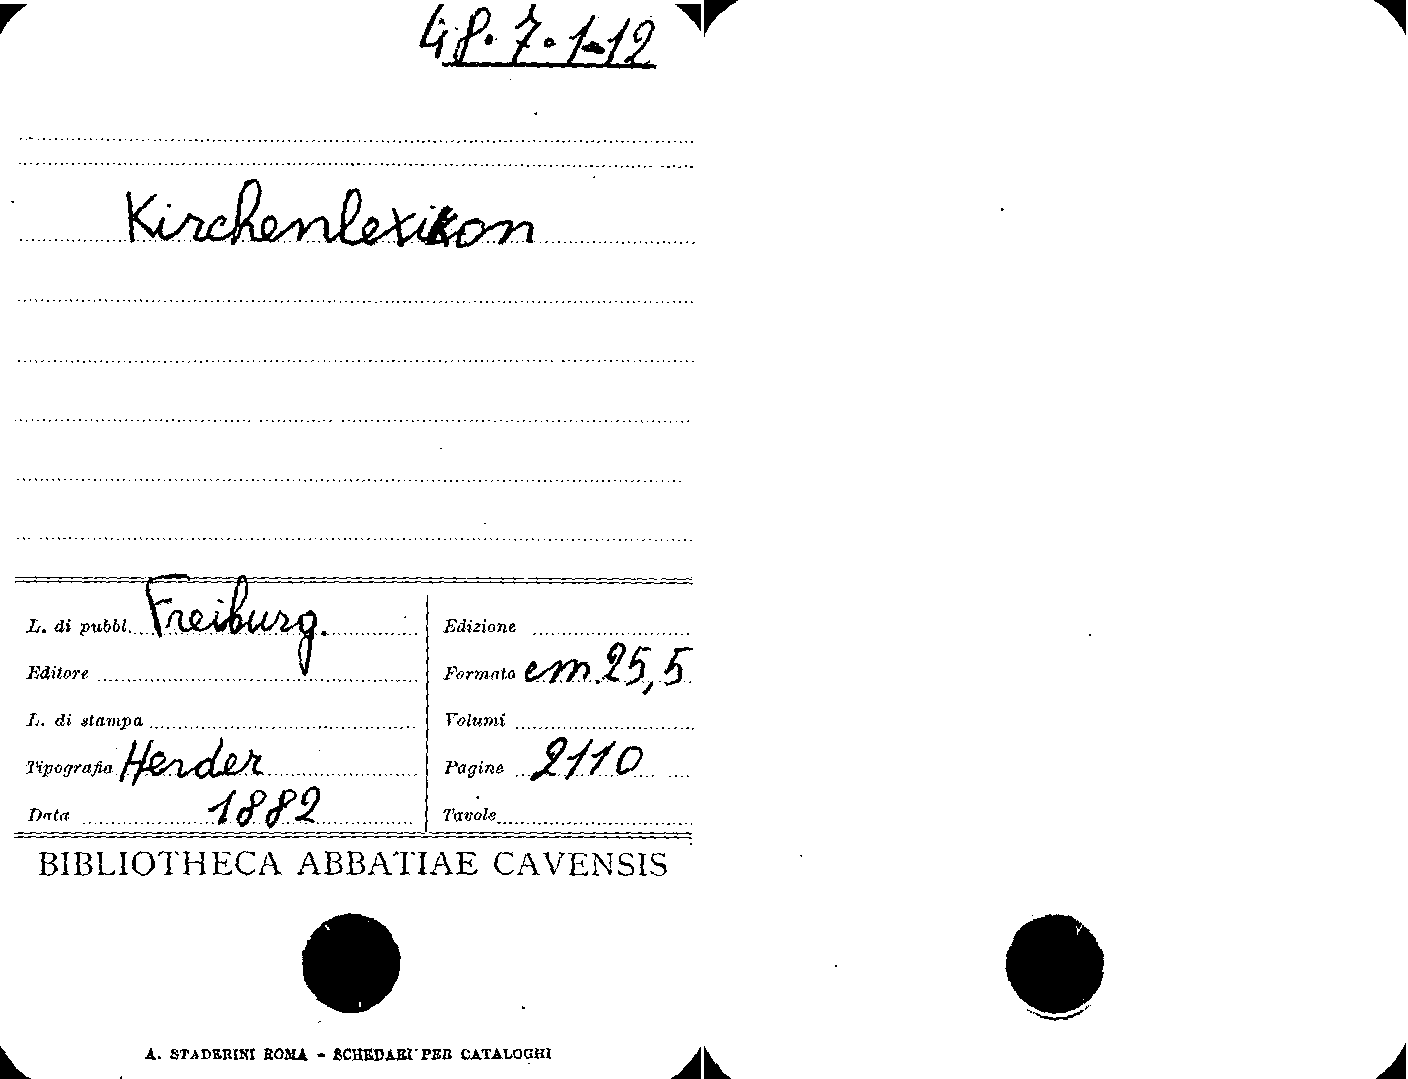 48.7.1-12
Kirchenlexikon
L. di pubbl. Freiburg.
Editore
L. di stampa
Tipografia Herder
Data 1882
Edizione
Formato cm 25,5
Volumi
Pagine 2110
Tavole
BIBLIOTHECA ABBATIAE CAVENSIS
A. STADERINI ROMA - SCHEDARI PER CATALOGHI